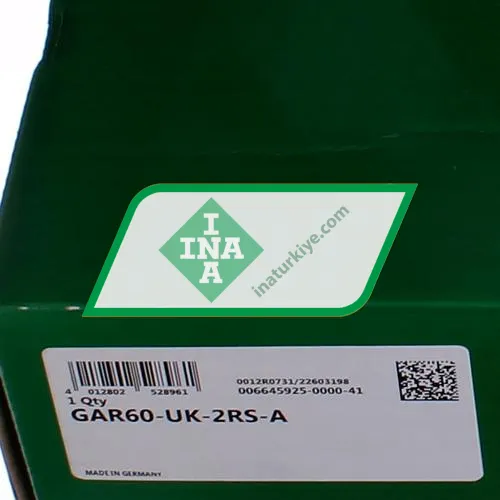 I
INA
A
inaturkiye.com
4 012802 528961
0012R0731/22603198
006645925-0000-41
1 Qty
GAR60-UK-2RS-A
MADE IN GERMANY